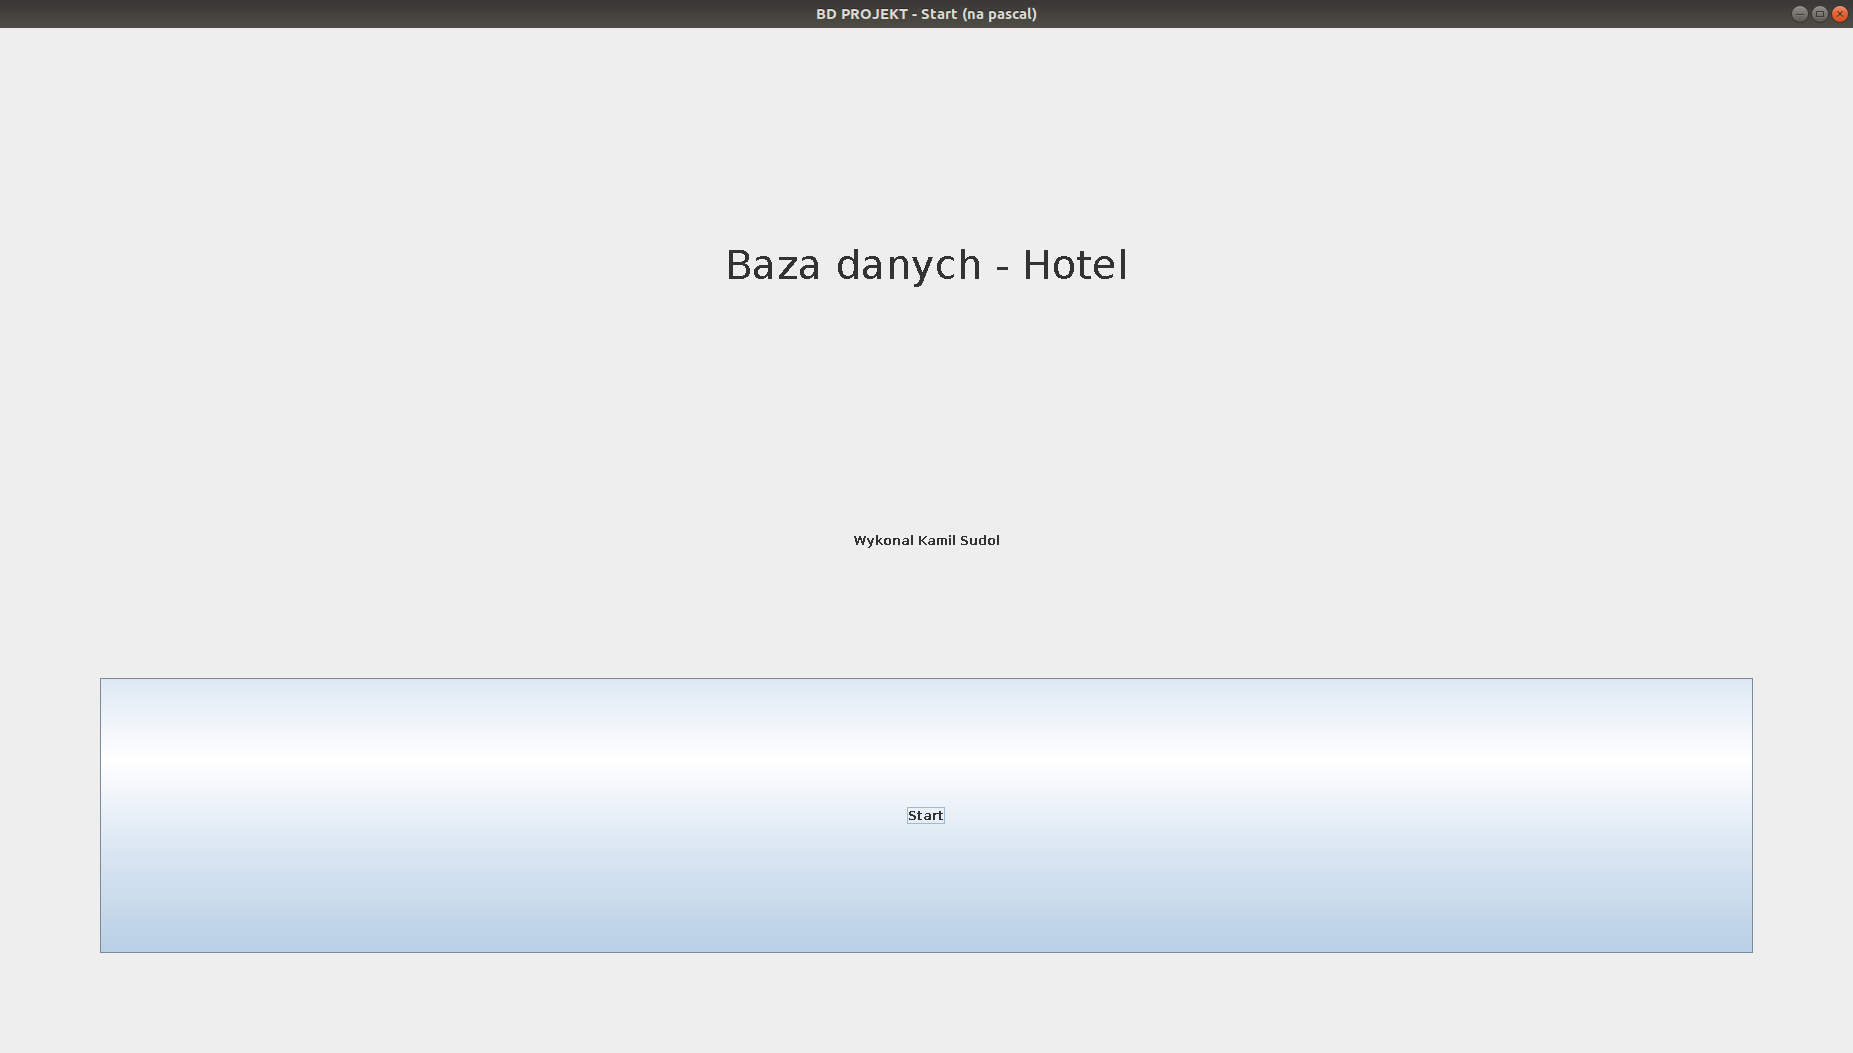 BD PROJEKT - Start (na pascal)
Baza danych - Hotel
Wykonal Kamil Sudol
Start